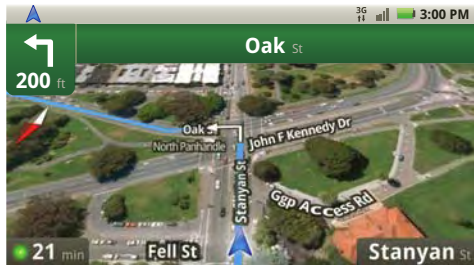 3G
3:00 PM
Oak St
200 ft
Oak St
John F Kennedy Dr
North Panhandle
Stanyan St
Ggp Access Rd
21 min
Fell St
Stanyan St